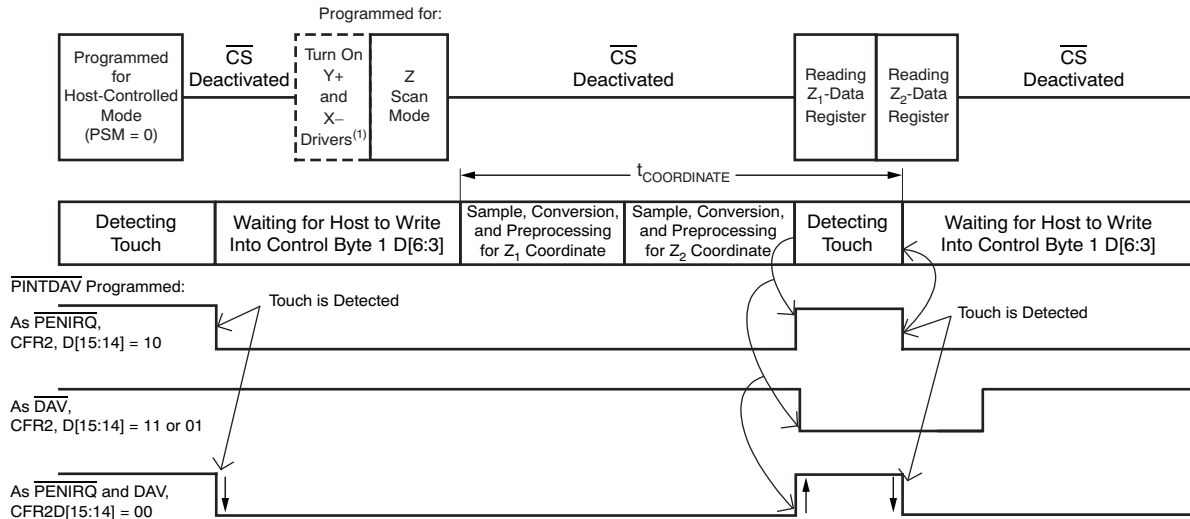 Programmed for:
Programmed
for
Host-Controlled
Mode
(PSM = 0)
CS
Deactivated
Turn On
Y+
and
X–
Drivers(1)
Z
Scan
Mode
CS
Deactivated
Reading
Z1-Data
Register
Reading
Z2-Data
Register
CS
Deactivated
tCOORDINATE
Detecting
Touch
Waiting for Host to Write
Into Control Byte 1 D[6:3]
Sample, Conversion,
and Preprocessing
for Z1 Coordinate
Sample, Conversion,
and Preprocessing
for Z2 Coordinate
Detecting
Touch
Waiting for Host to Write
Into Control Byte 1 D[6:3]
PINTDAV Programmed:
Touch is Detected
Touch is Detected
As PENIRQ,
CFR2, D[15:14] = 10
As DAV,
CFR2, D[15:14] = 11 or 01
As PENIRQ and DAV,
CFR2D[15:14] = 00